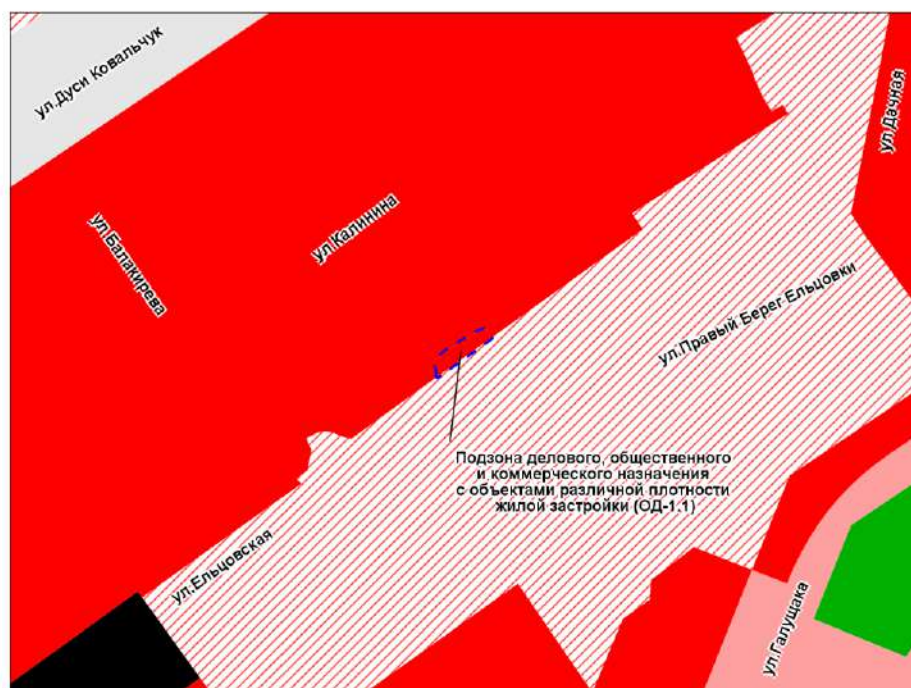 ул.Дуси Ковальчук
ул.Дачная
ул.Балакирева
ул.Калинина
ул.Правый Берег Ельцовки
Подзона делового, общественного
и коммерческого назначения
с объектами различной плотности
жилой застройки (ОД-1.1)
ул.Ельцовская
ул.Галущака